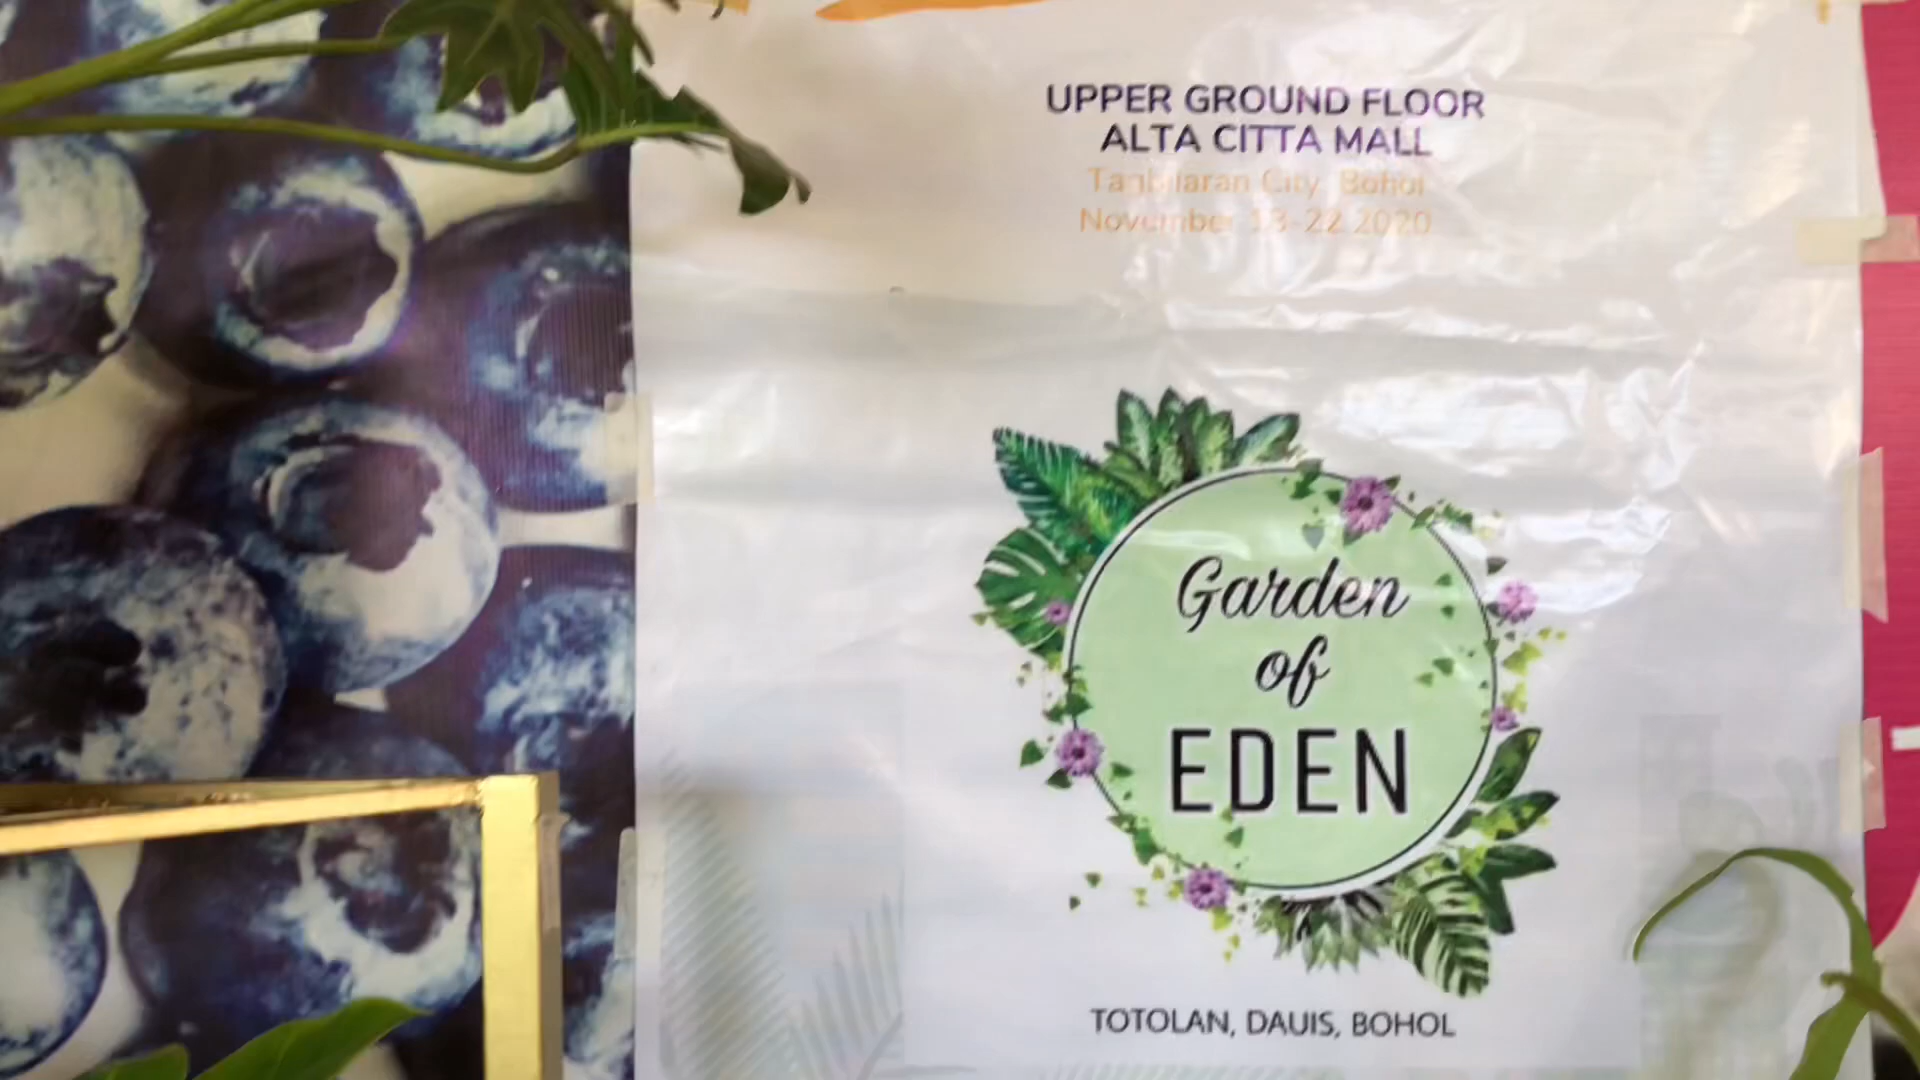 UPPER GROUND FLOOR
ALTA CITTA MALL
Tagbilaran City, Bohol
November 13-22 2020
Garden
of
EDEN
TOTOLAN, DAUIS, BOHOL